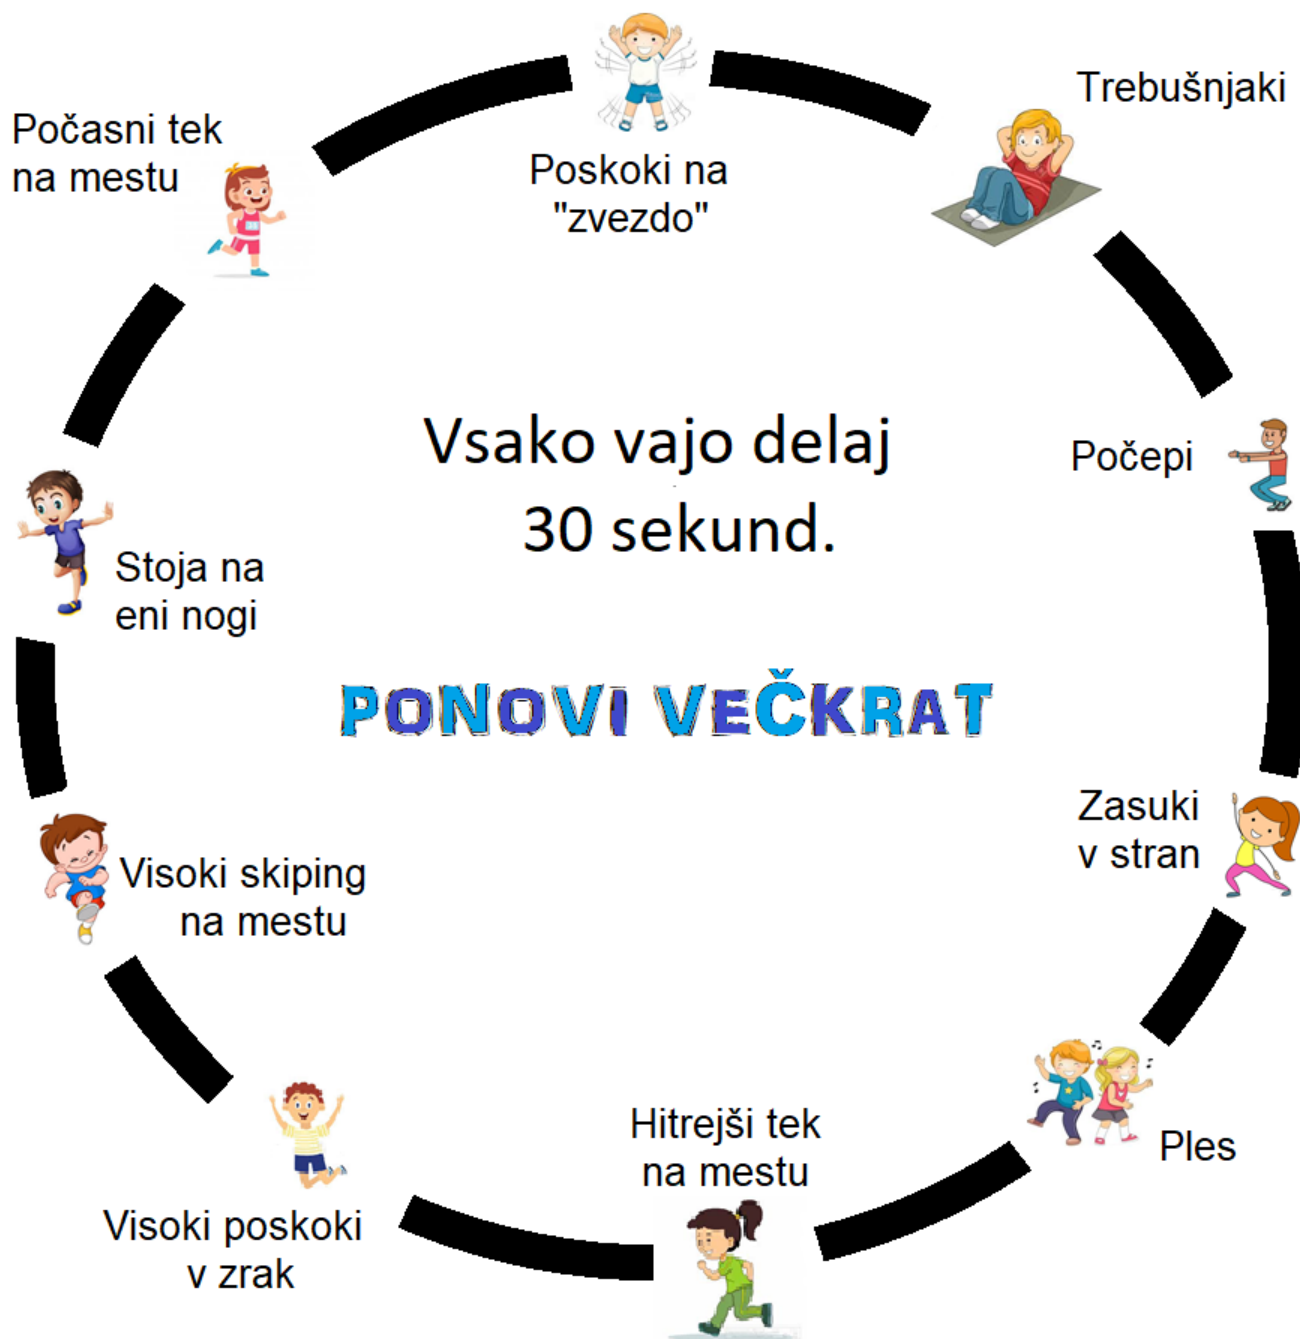 Poskoki na
"zvezdo"
Trebušnjaki
Počepi
Zasuki
v stran
Ples
Hitrejši tek
na mestu
Visoki poskoki
v zrak
Visoki skiping
na mestu
Stoja na
eni nogi
Počasni tek
na mestu
Vsako vajo delaj
30 sekund.
PONOVI VEČKRAT